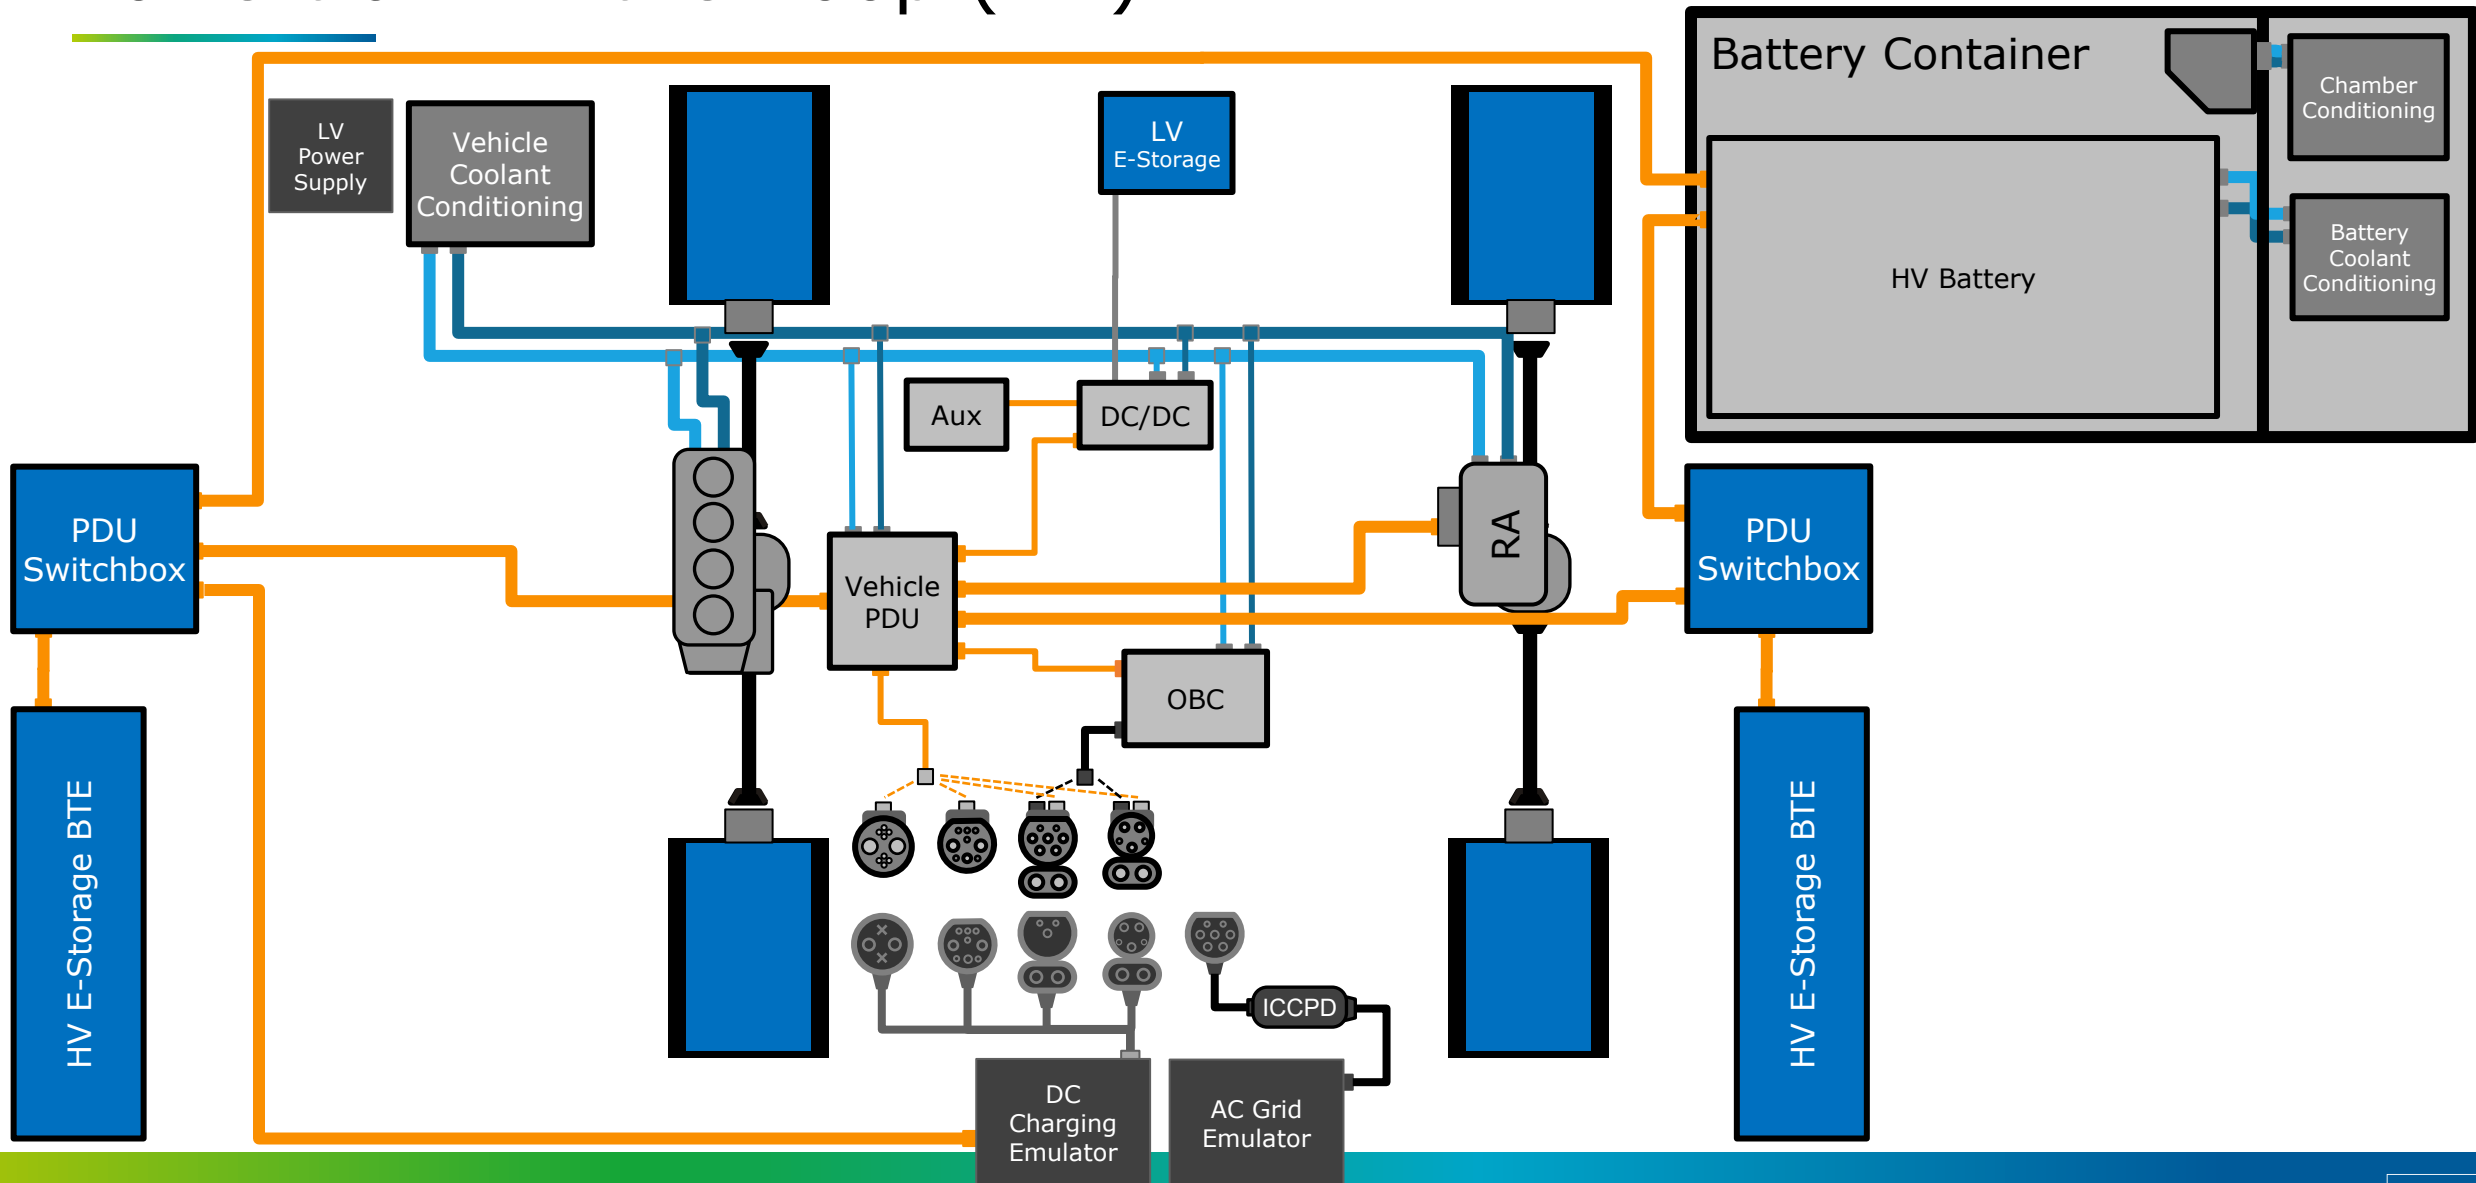 Battery Container
Chamber
Conditioning
LV
Power
Supply
Vehicle
Coolant
Conditioning
LV
E-Storage
HV Battery
Battery
Coolant
Conditioning
Aux
DC/DC
PDU
Switchbox
RA
PDU
Switchbox
Vehicle
PDU
OBC
HV E-Storage BTE
HV E-Storage BTE
ICCPD
DC
Charging
Emulator
AC Grid
Emulator